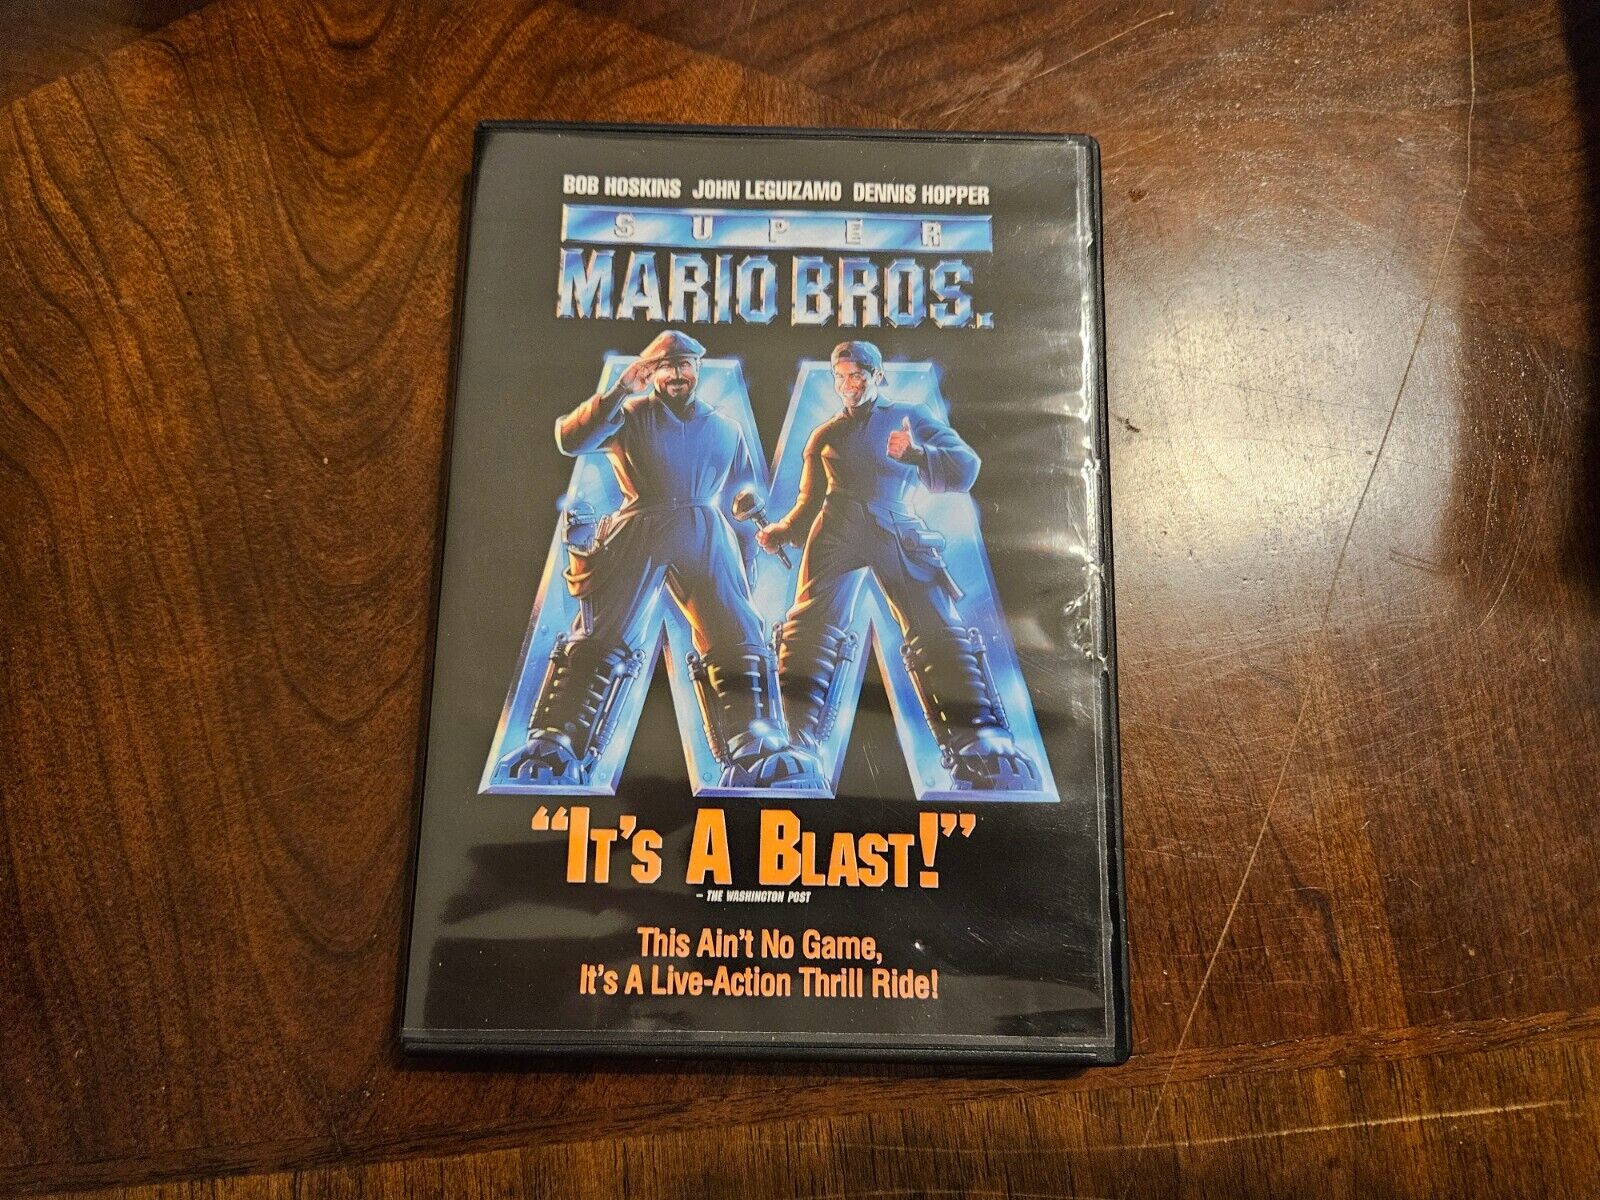 BOB HOSKINS JOHN LEGUIZAMO DENNIS HOPPER
SUPER
MARIO BROS.
"IT'S A BLAST!"
– THE WASHINGTON POST
This Ain't No Game,
It's A Live-Action Thrill Ride!